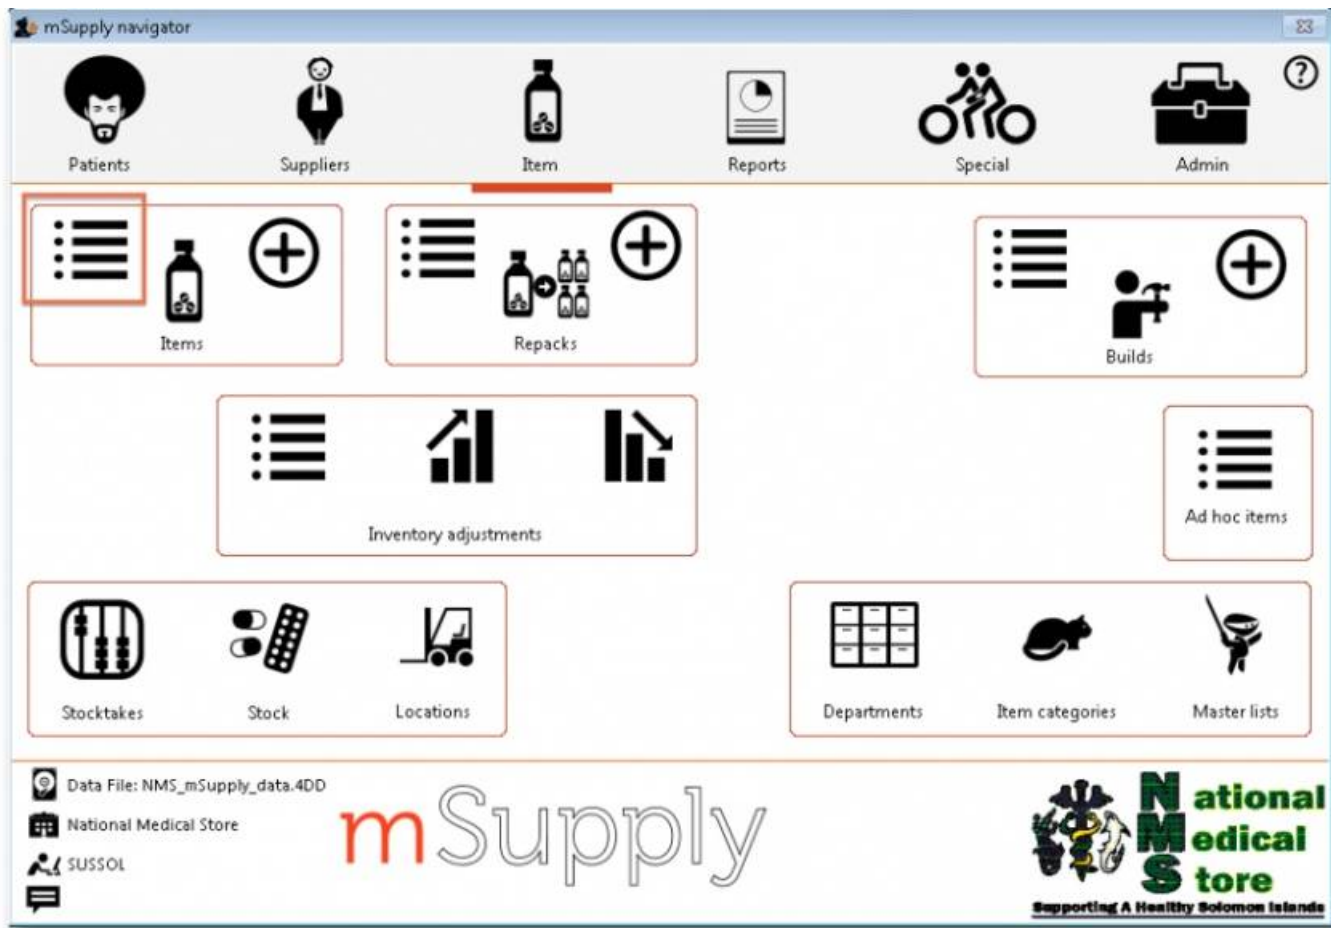 mSupply navigator
Patients
Suppliers
Item
Reports
Special
Admin
?
Items
Repacks
Builds
Inventory adjustments
Ad hoc items
Stocktakes
Stock
Locations
Departments
Item categories
Master lists
Data File: NMS_mSupply_data.4DD
National Medical Store
SUSSOL
mSupply
National
Medical
Store
Supporting A Healthy Solomon Islands